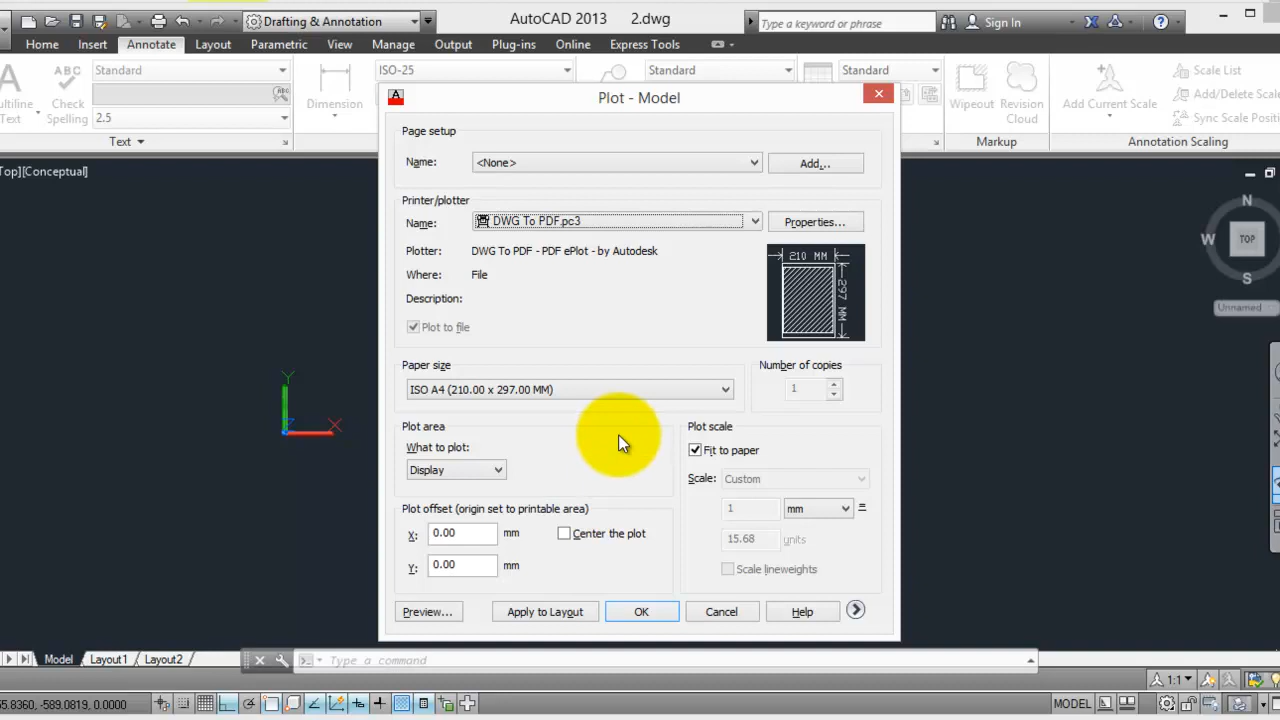 Drafting & Annotation
AutoCAD 2013 2.dwg
Type a keyword or phrase
Sign In
Home Insert Annotate Layout Parametric View Manage Output Plug-ins Online Express Tools
Standard
ISO-25
Standard
Standard
ABC
Check
Spelling
Text
2.5
Dimension
Text
Wipeout
Revision
Cloud
Markup
Add Current Scale
Scale List
Add/Delete
Sync Scale
Annotation Scaling
[Conceptual]
Plot - Model
Page setup
Name: <None> Add...
Printer/plotter
Name: DWG To PDF.pc3 Properties...
Plotter: DWG To PDF - PDF ePlot - by Autodesk
Where: File
Description:
Plot to file
210 MM
297 MM
Paper size
ISO A4 (210.00 x 297.00 MM)
Number of copies
1
Plot area
What to plot:
Display
Plot scale
Fit to paper
Scale: Custom
1 mm =
15.68 units
Scale lineweights
Plot offset (origin set to printable area)
X: 0.00 mm
Center the plot
Y: 0.00 mm
Preview... Apply to Layout OK Cancel Help
N
W TOP
S
Unnamed
Y
X
Model Layout1 Layout2
Type a command
1:1
-589.0819, 0.0000
MODEL